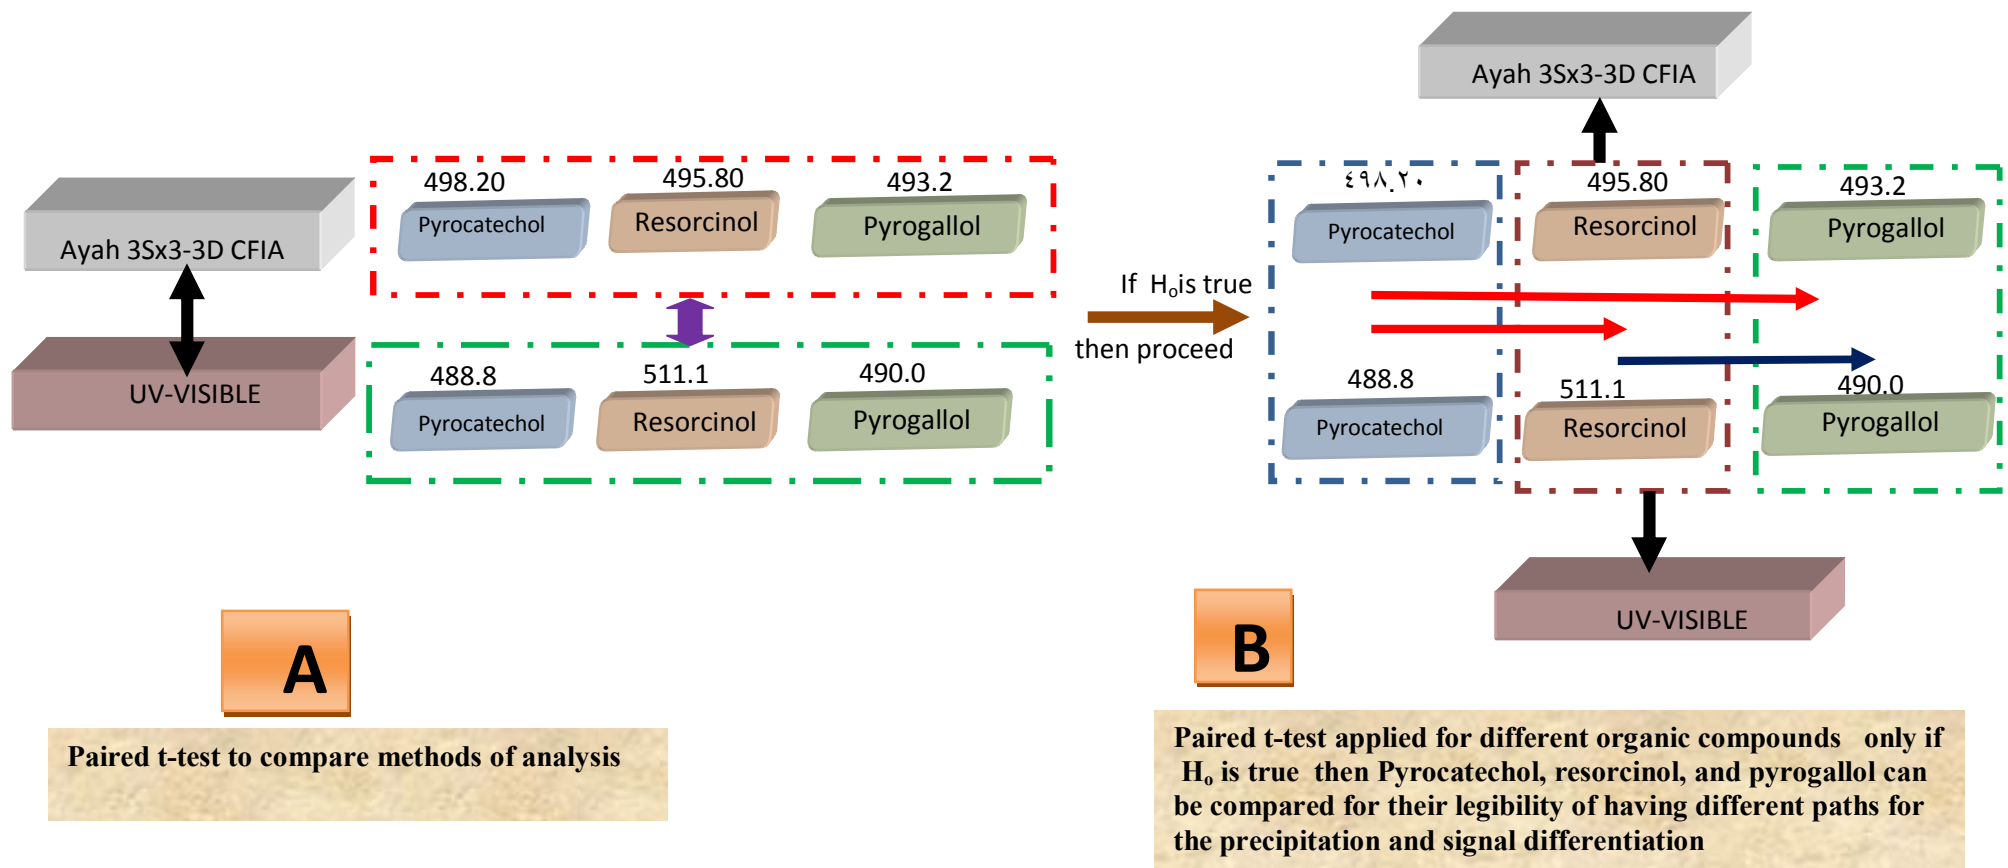 Ayah 3Sx3-3D CFIA
UV-VISIBLE
498.20
495.80
493.2
Pyrocatechol
Resorcinol
Pyrogallol
488.8
511.1
490.0
Pyrocatechol
Resorcinol
Pyrogallol
A
Paired t-test to compare methods of analysis
If Hois true
then proceed
Ayah 3Sx3-3D CFIA
٤٩٨.٢٠
495.80
493.2
Pyrocatechol
Resorcinol
Pyrogallol
488.8
511.1
490.0
Pyrocatechol
Resorcinol
Pyrogallol
UV-VISIBLE
B
Paired t-test applied for different organic compounds only if
Ho is true then Pyrocatechol, resorcinol, and pyrogallol can
be compared for their legibility of having different paths for
the precipitation and signal differentiation